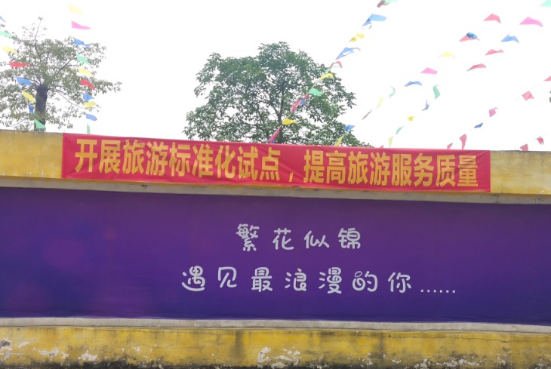 开展旅游标准化试点，提高旅游服务质量
繁花似锦
遇见最浪漫的你......